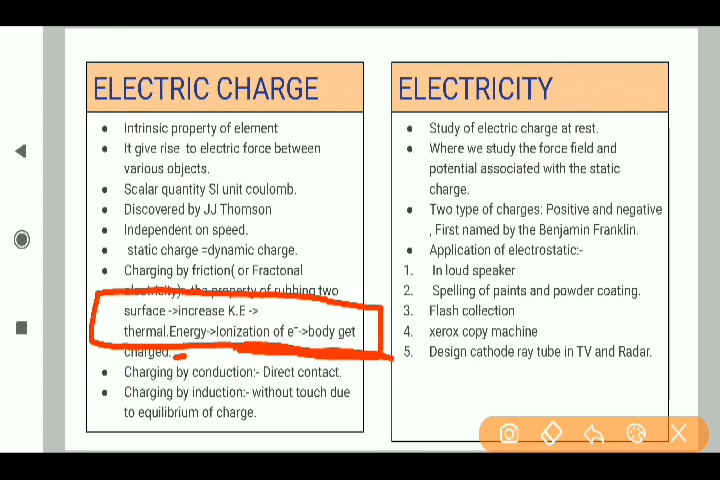 ELECTRIC CHARGE
Intrinsic property of element
It give rise to electric force between
various objects.
Scalar quantity SI unit coulomb.
Discovered by JJ Thomson
Independent on speed.
static charge =dynamic charge.
Charging by friction( or Fractonal
electricity):- the property of rubbing two
surface ->increase K.E ->
thermal.Energy->Ionization of e⁻->body get
charged.
Charging by conduction:- Direct contact.
Charging by induction:- without touch due
to equilibrium of charge.
ELECTRICITY
Study of electric charge at rest.
Where we study the force field and
potential associated with the static
charge.
Two type of charges: Positive and negative
, First named by the Benjamin Franklin.
Application of electrostatic:-
1. In loud speaker
2. Spelling of paints and powder coating.
3. Flash collection
4. xerox copy machine
5. Design cathode ray tube in TV and Radar.